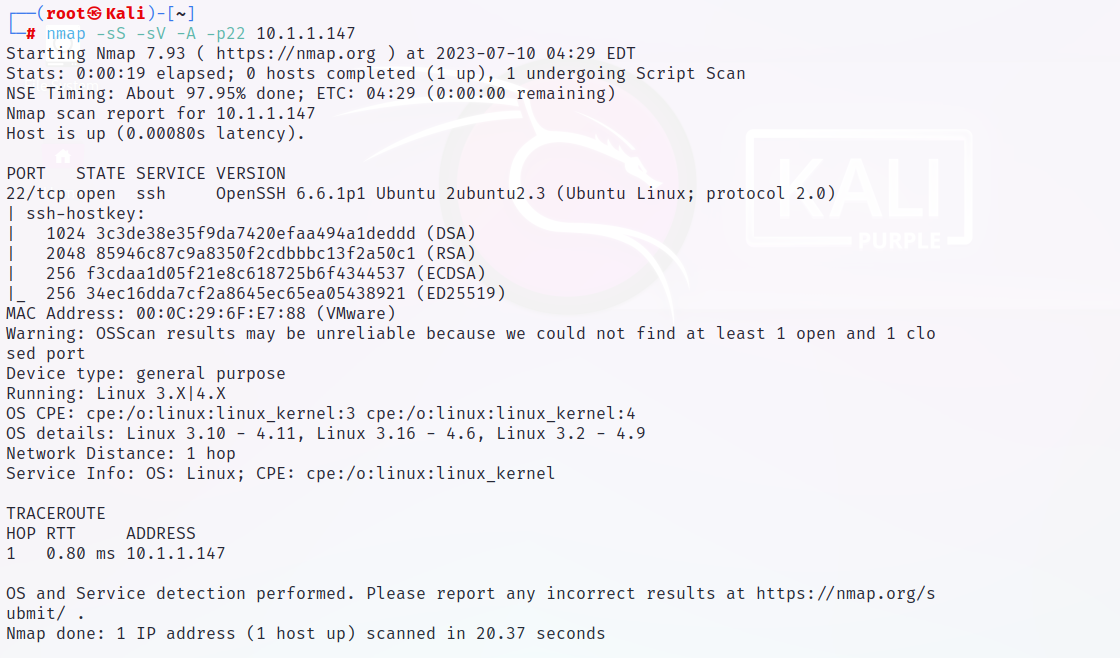 ┌──(root㉿Kali)-[~]
└─# nmap -sS -sV -A -p22 10.1.1.147
Starting Nmap 7.93 ( https://nmap.org ) at 2023-07-10 04:29 EDT
Stats: 0:00:19 elapsed; 0 hosts completed (1 up), 1 undergoing Script Scan
NSE Timing: About 97.95% done; ETC: 04:29 (0:00:00 remaining)
Nmap scan report for 10.1.1.147
Host is up (0.00080s latency).

PORT   STATE SERVICE VERSION
22/tcp open  ssh     OpenSSH 6.6.1p1 Ubuntu 2ubuntu2.3 (Ubuntu Linux; protocol 2.0)
| ssh-hostkey:
|   1024 3c3de38e35f9da7420efaa494a1deddd (DSA)
|   2048 85946c87c9a8350f2cdbbbc13f2a50c1 (RSA)
|   256 f3cdaa1d05f21e8c618725b6f4344537 (ECDSA)
|_  256 34ec16dda7cf2a8645ec65ea05438921 (ED25519)
MAC Address: 00:0C:29:6F:E7:88 (VMware)
Warning: OSScan results may be unreliable because we could not find at least 1 open and 1 clo
sed port
Device type: general purpose
Running: Linux 3.X|4.X
OS CPE: cpe:/o:linux:linux_kernel:3 cpe:/o:linux:linux_kernel:4
OS details: Linux 3.10 - 4.11, Linux 3.16 - 4.6, Linux 3.2 - 4.9
Network Distance: 1 hop
Service Info: OS: Linux; CPE: cpe:/o:linux:linux_kernel

TRACEROUTE
HOP RTT     ADDRESS
1   0.80 ms 10.1.1.147

OS and Service detection performed. Please report any incorrect results at https://nmap.org/s
ubmit/ .
Nmap done: 1 IP address (1 host up) scanned in 20.37 seconds
KALI
PURPLE